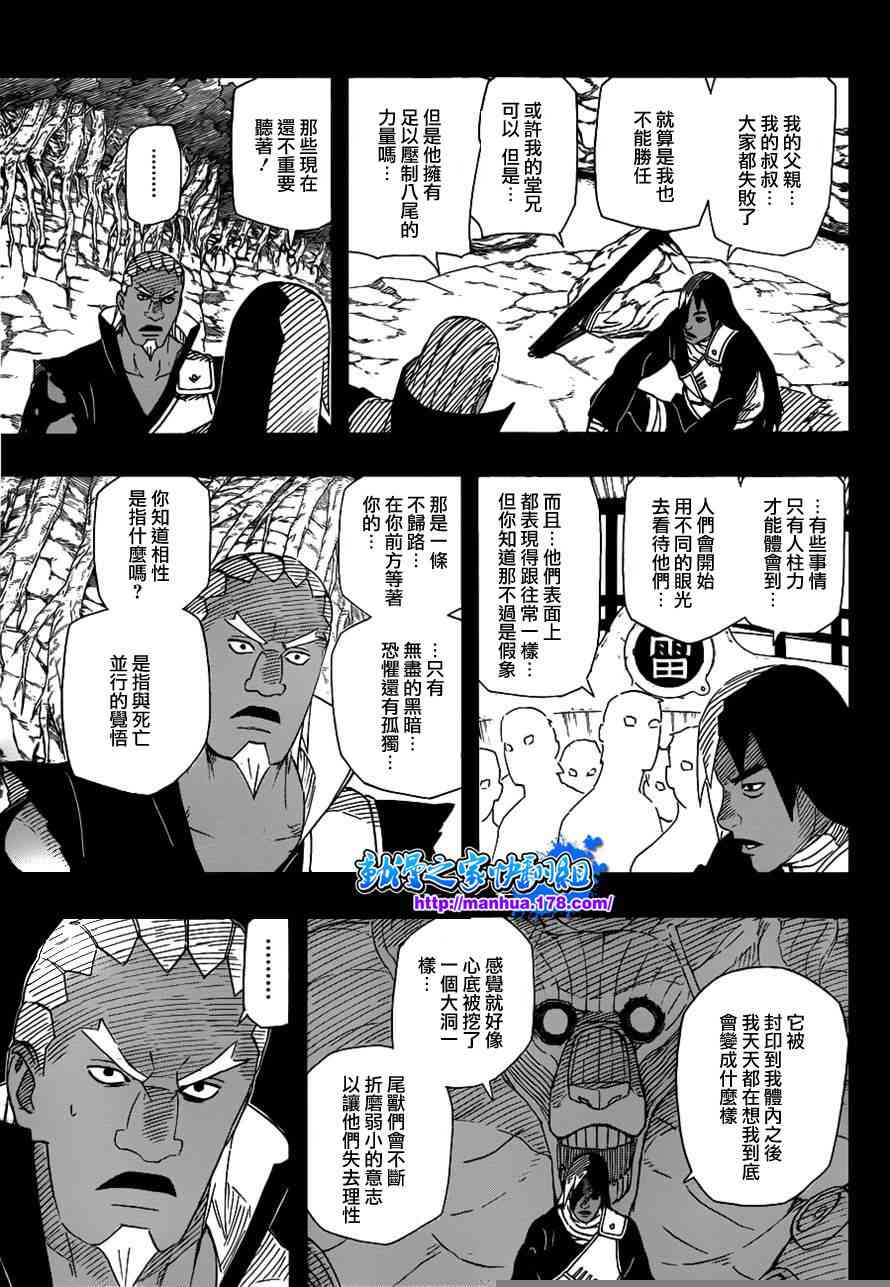 我的父親…
我的叔叔…
大家都失敗了
就算是我也
不能勝任
或許我的堂兄
可以 但是…
但是他擁有
足以壓制八尾的
力量嗎…
那些現在
還不重要
聽著!
………
…有些事情
只有人柱力
才能體會到…
人們會開始
用不同的眼光
去看待他們…
而且…他們表面上
都表現得跟往常一樣…
但你知道那不過是假象
雷
那是一條
不歸路…
在你前方等著
你的…
…只有
無盡的黑暗…
恐懼還有孤獨…
你知道相性
是指什麼嗎?
是指與死亡
並行的覺悟
動漫之家快翻組
http://manhua.178.com/
它被
封印到我體內之後
我天天都在想我到底
會變成什麼樣
感覺就好像
心底被挖了
一個大洞一
樣…
尾獸們會不斷
折磨弱小的意志
以讓他們失去理性
………